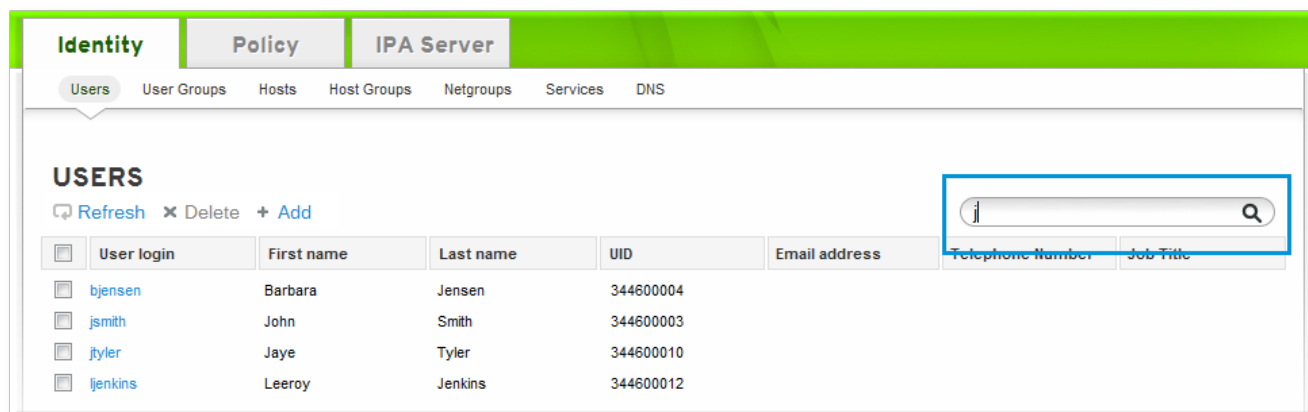 Identity Policy IPA Server
Users User Groups Hosts Host Groups Netgroups Services DNS
USERS
Refresh Delete Add
j
User login First name Last name UID Email address Telephone Number Job Title
bjensen Barbara Jensen 344600004
jsmith John Smith 344600003
jtyler Jaye Tyler 344600010
ljenkins Leeroy Jenkins 344600012